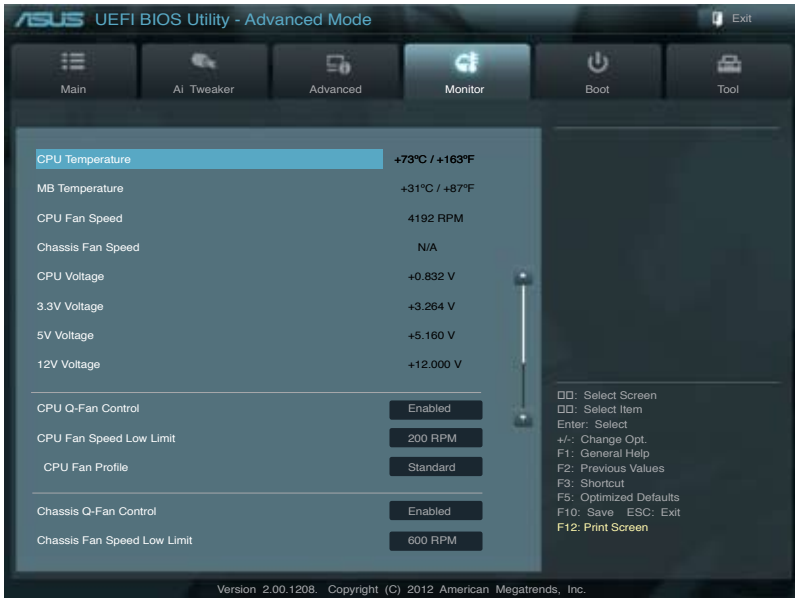 ASUS UEFI BIOS Utility - Advanced Mode
Exit
Main
Ai Tweaker
Advanced
Monitor
Boot
Tool
CPU Temperature +73ºC / +163ºF
MB Temperature +31ºC / +87ºF
CPU Fan Speed 4192 RPM
Chassis Fan Speed N/A
CPU Voltage +0.832 V
3.3V Voltage +3.264 V
5V Voltage +5.160 V
12V Voltage +12.000 V
CPU Q-Fan Control Enabled
CPU Fan Speed Low Limit 200 RPM
CPU Fan Profile Standard
Chassis Q-Fan Control Enabled
Chassis Fan Speed Low Limit 600 RPM
□□: Select Screen
□□: Select Item
Enter: Select
+/-: Change Opt.
F1: General Help
F2: Previous Values
F3: Shortcut
F5: Optimized Defaults
F10: Save ESC: Exit
F12: Print Screen
Version 2.00.1208. Copyright (C) 2012 American Megatrends, Inc.